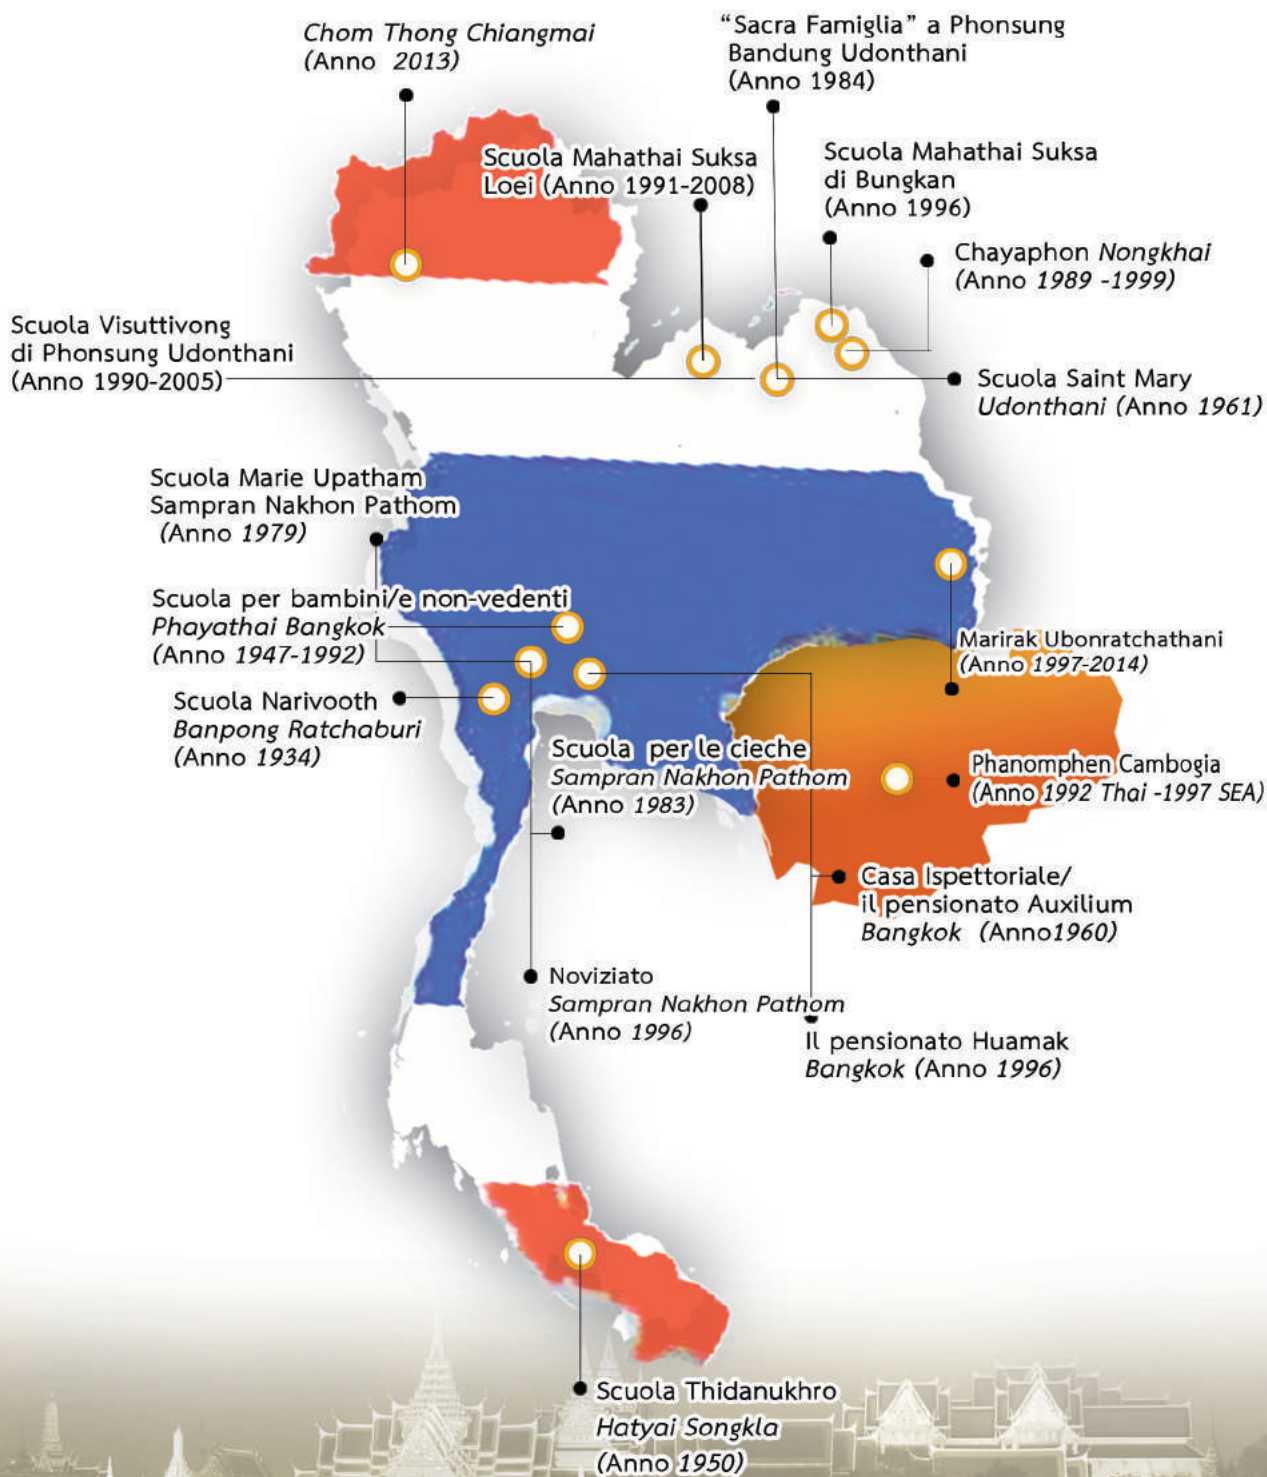 Chom Thong Chiangmai
(Anno 2013)
“Sacra Famiglia” a Phonsung
Bandung Udonthani
(Anno 1984)
Scuola Mahathai Suksa
Loei (Anno 1991-2008)
Scuola Mahathai Suksa
di Bungkan
(Anno 1996)
Chayaphon Nongkhai
(Anno 1989 -1999)
Scuola Visuttivong
di Phonsung Udonthani
(Anno 1990-2005)
Scuola Saint Mary
Udonthani (Anno 1961)
Scuola Marie Upatham
Sampran Nakhon Pathom
(Anno 1979)
Scuola per bambini/e non-vedenti
Phayathai Bangkok
(Anno 1947-1992)
Marirak Ubonratchathani
(Anno 1997-2014)
Scuola Narivooth
Banpong Ratchaburi
(Anno 1934)
Scuola per le cieche
Sampran Nakhon Pathom
(Anno 1983)
Phanomphen Cambogia
(Anno 1992 Thai -1997 SEA)
Casa Ispettoriale/
il pensionato Auxilium
Bangkok (Anno1960)
Noviziato
Sampran Nakhon Pathom
(Anno 1996)
Il pensionato Huamak
Bangkok (Anno 1996)
Scuola Thidanukhro
Hatyai Songkla
(Anno 1950)